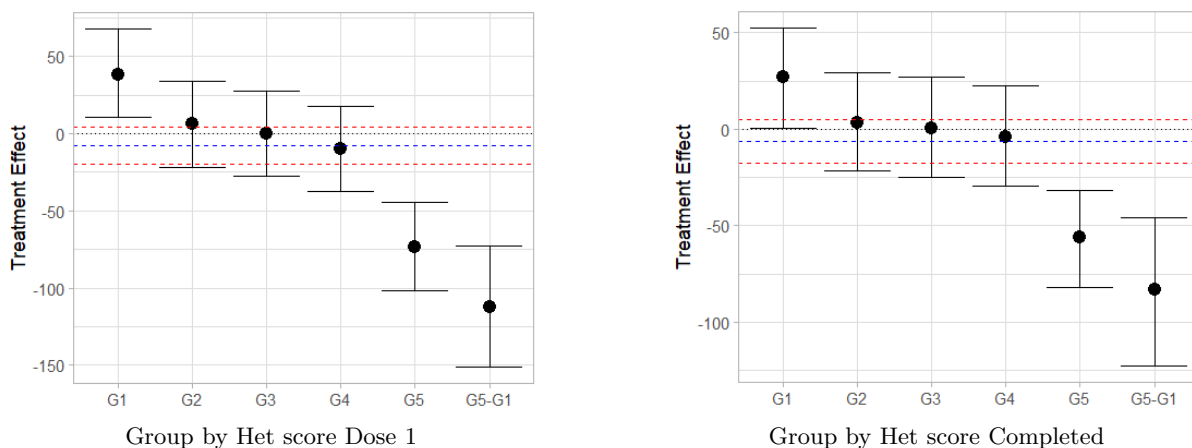 Treatment Effect
50
0
-50
-100
-150
G1 G2 G3 G4 G5 G5-G1
Group by Het score Dose 1
Treatment Effect
50
0
-50
-100
G1 G2 G3 G4 G5 G5-G1
Group by Het score Completed